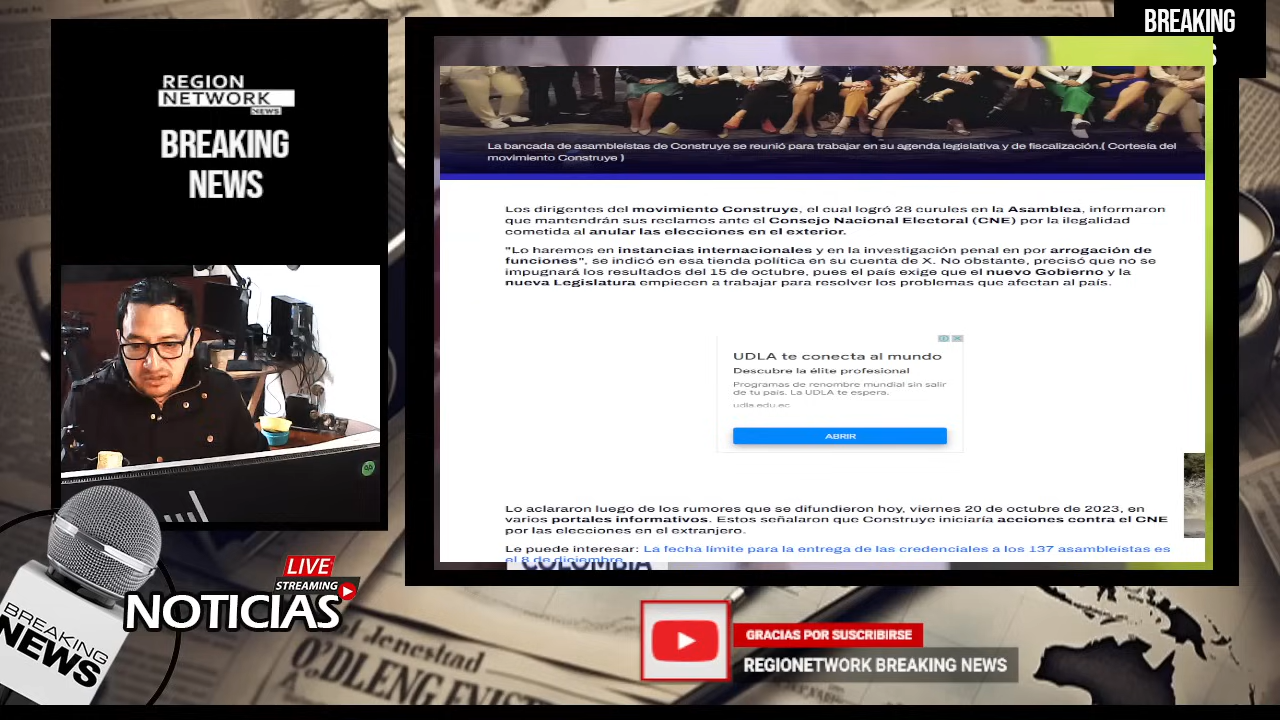 BREAKING
S
REGION
NETWORK
NEWS
BREAKING
NEWS
La bancada de asambleístas de Construye se reunió para trabajar en su agenda legislativa y de fiscalización.( Cortesía del
movimiento Construye )
Los dirigentes del movimiento Construye, el cual logró 28 curules en la Asamblea, informaron
que mantendrán sus reclamos ante el Consejo Nacional Electoral (CNE) por la ilegalidad
cometida al anular las elecciones en el exterior.
"Lo haremos en instancias internacionales y en la investigación penal en por arrogación de
funciones", se indicó en esa tienda política en su cuenta de X. No obstante, precisó que no se
impugnará los resultados del 15 de octubre, pues el país exige que el nuevo Gobierno y la
nueva Legislatura empiecen a trabajar para resolver los problemas que afectan al país.
UDLA te conecta al mundo
Descubre la élite profesional
Programas de renombre mundial sin salir
de tu país. La UDLA te espera.
udla.edu.ec
ABRIR
Lo aclararon luego de los rumores que se difundieron hoy, viernes 20 de octubre de 2023, en
varios portales informativos. Estos señalaron que Construye iniciaría acciones contra el CNE
por las elecciones en el extranjero.
Le puede interesar: La fecha límite para la entrega de las credenciales a los 137 asambleístas es
el 8 de diciembre
COLOMBIA
LIVE
STREAMING
NOTICIAS
BREAKING
NEWS
GRACIAS POR SUSCRIBIRSE
REGIONETWORK BREAKING NEWS